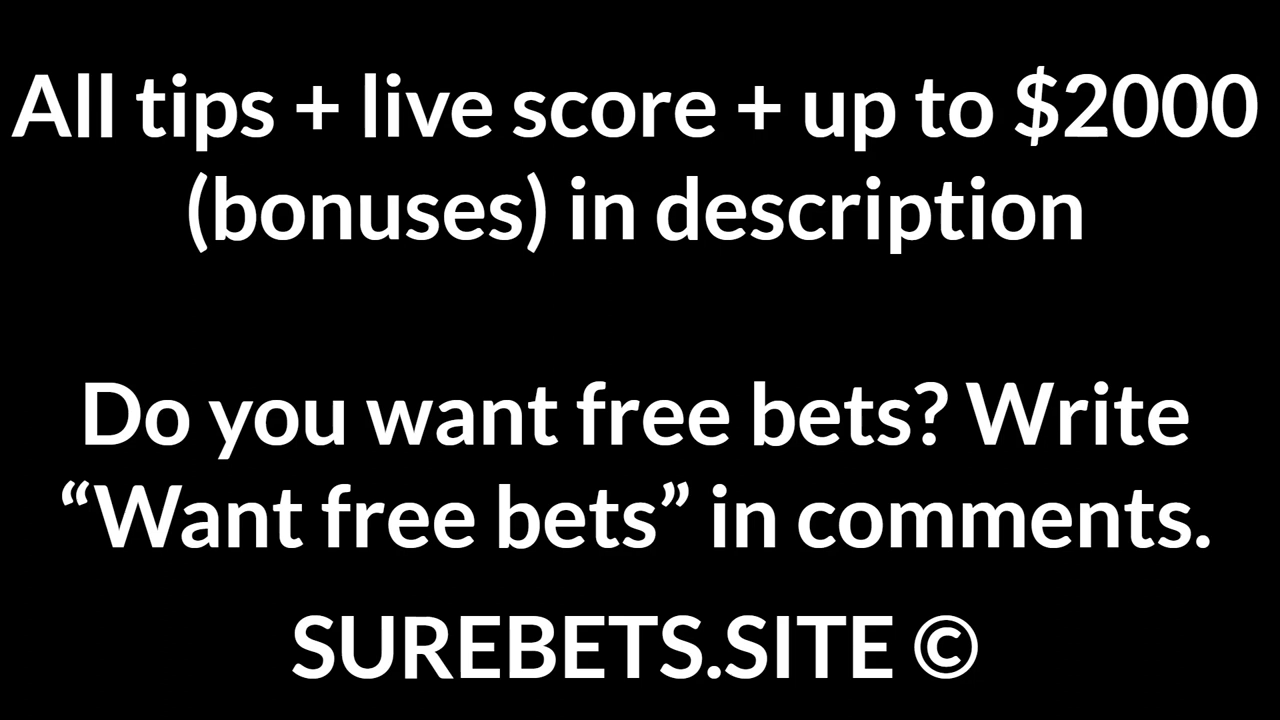 All tips + live score + up to $2000
(bonuses) in description
Do you want free bets? Write
“Want free bets” in comments.
SUREBETS.SITE ©